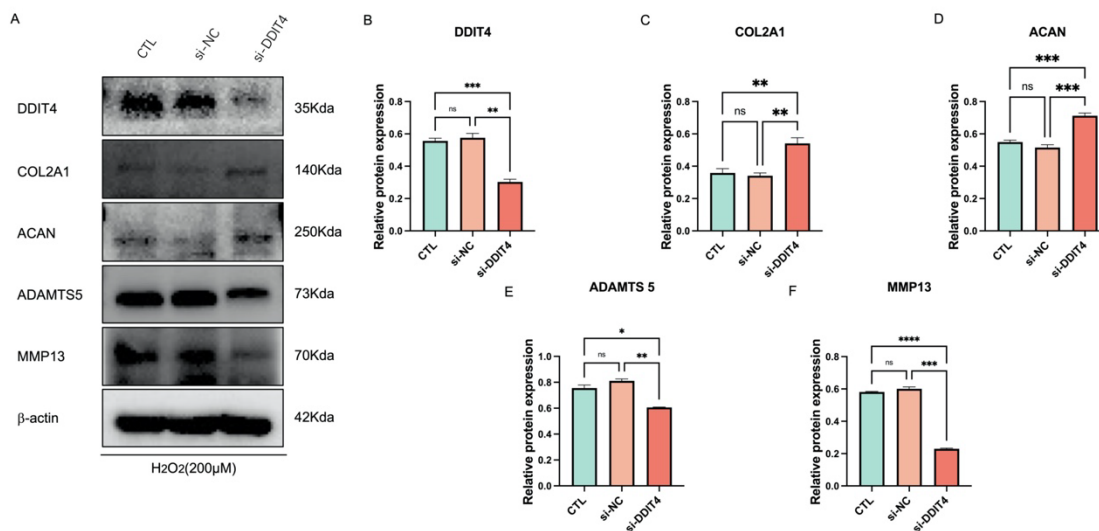 A
CTL
si-NC
si-DDIT4
DDIT4
35Kda
COL2A1
140Kda
ACAN
250Kda
ADAMTS5
73Kda
MMP13
70Kda
β-actin
42Kda
H2O2(200μM)
B
DDIT4
***
ns
**
Relative protein expression
0.8
0.6
0.4
0.2
0.0
CTL
si-NC
si-DDIT4
C
COL2A1
**
ns
**
Relative protein expression
0.8
0.6
0.4
0.2
0.0
CTL
si-NC
si-DDIT4
D
ACAN
***
ns
***
Relative protein expression
0.8
0.6
0.4
0.2
0.0
CTL
si-NC
si-DDIT4
E
ADAMTS 5
*
ns
**
Relative protein expression
1.0
0.8
0.6
0.4
0.2
0.0
CTL
si-NC
si-DDIT4
F
MMP13
****
ns
***
Relative protein expression
0.8
0.6
0.4
0.2
0.0
CTL
si-NC
si-DDIT4